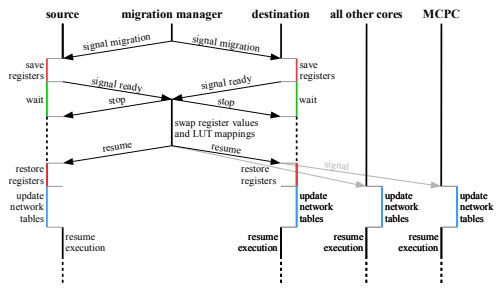 source migration manager destination all other cores MCPC
signal migration signal migration
save registers
save registers
signal ready signal ready
wait wait
stop stop
swap register values
and LUT mappings
resume resume
signal
restore
registers
restore
registers
update
network
tables
update
network
tables
update
network
tables
update
network
tables
resume
execution
resume
execution
resume
execution
resume
execution